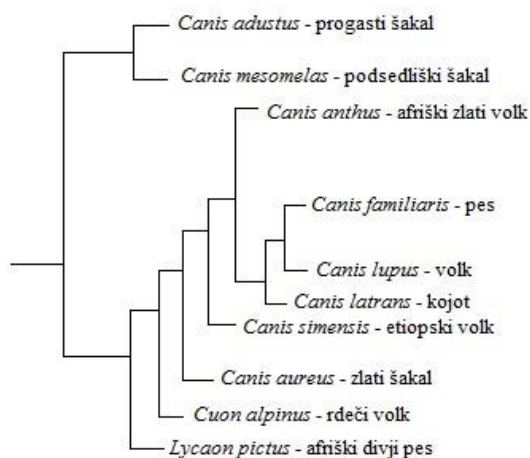 Canis adustus - progasti šakal
Canis mesomelas - podsedliški šakal
Canis anthus - afriški zlati volk
Canis familiaris - pes
Canis lupus - volk
Canis latrans - kojot
Canis simensis - etiopski volk
Canis aureus - zlati šakal
Cuon alpinus - rdeči volk
Lycaon pictus - afriški divji pes